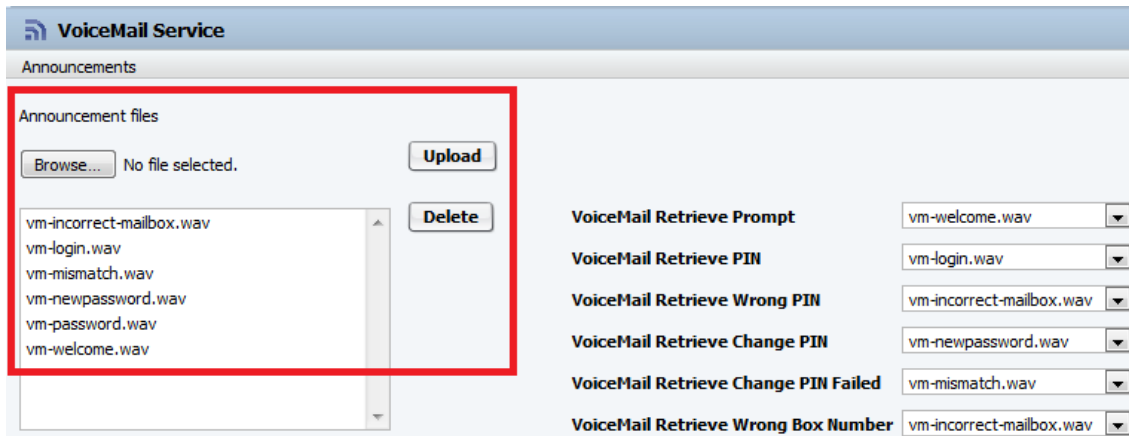 VoiceMail Service
Announcements
Announcement files
Browse... No file selected.
Upload
Delete
vm-incorrect-mailbox.wav
vm-login.wav
vm-mismatch.wav
vm-newpassword.wav
vm-password.wav
vm-welcome.wav
VoiceMail Retrieve Prompt vm-welcome.wav
VoiceMail Retrieve PIN vm-login.wav
VoiceMail Retrieve Wrong PIN vm-incorrect-mailbox.wav
VoiceMail Retrieve Change PIN vm-newpassword.wav
VoiceMail Retrieve Change PIN Failed vm-mismatch.wav
VoiceMail Retrieve Wrong Box Number vm-incorrect-mailbox.wav